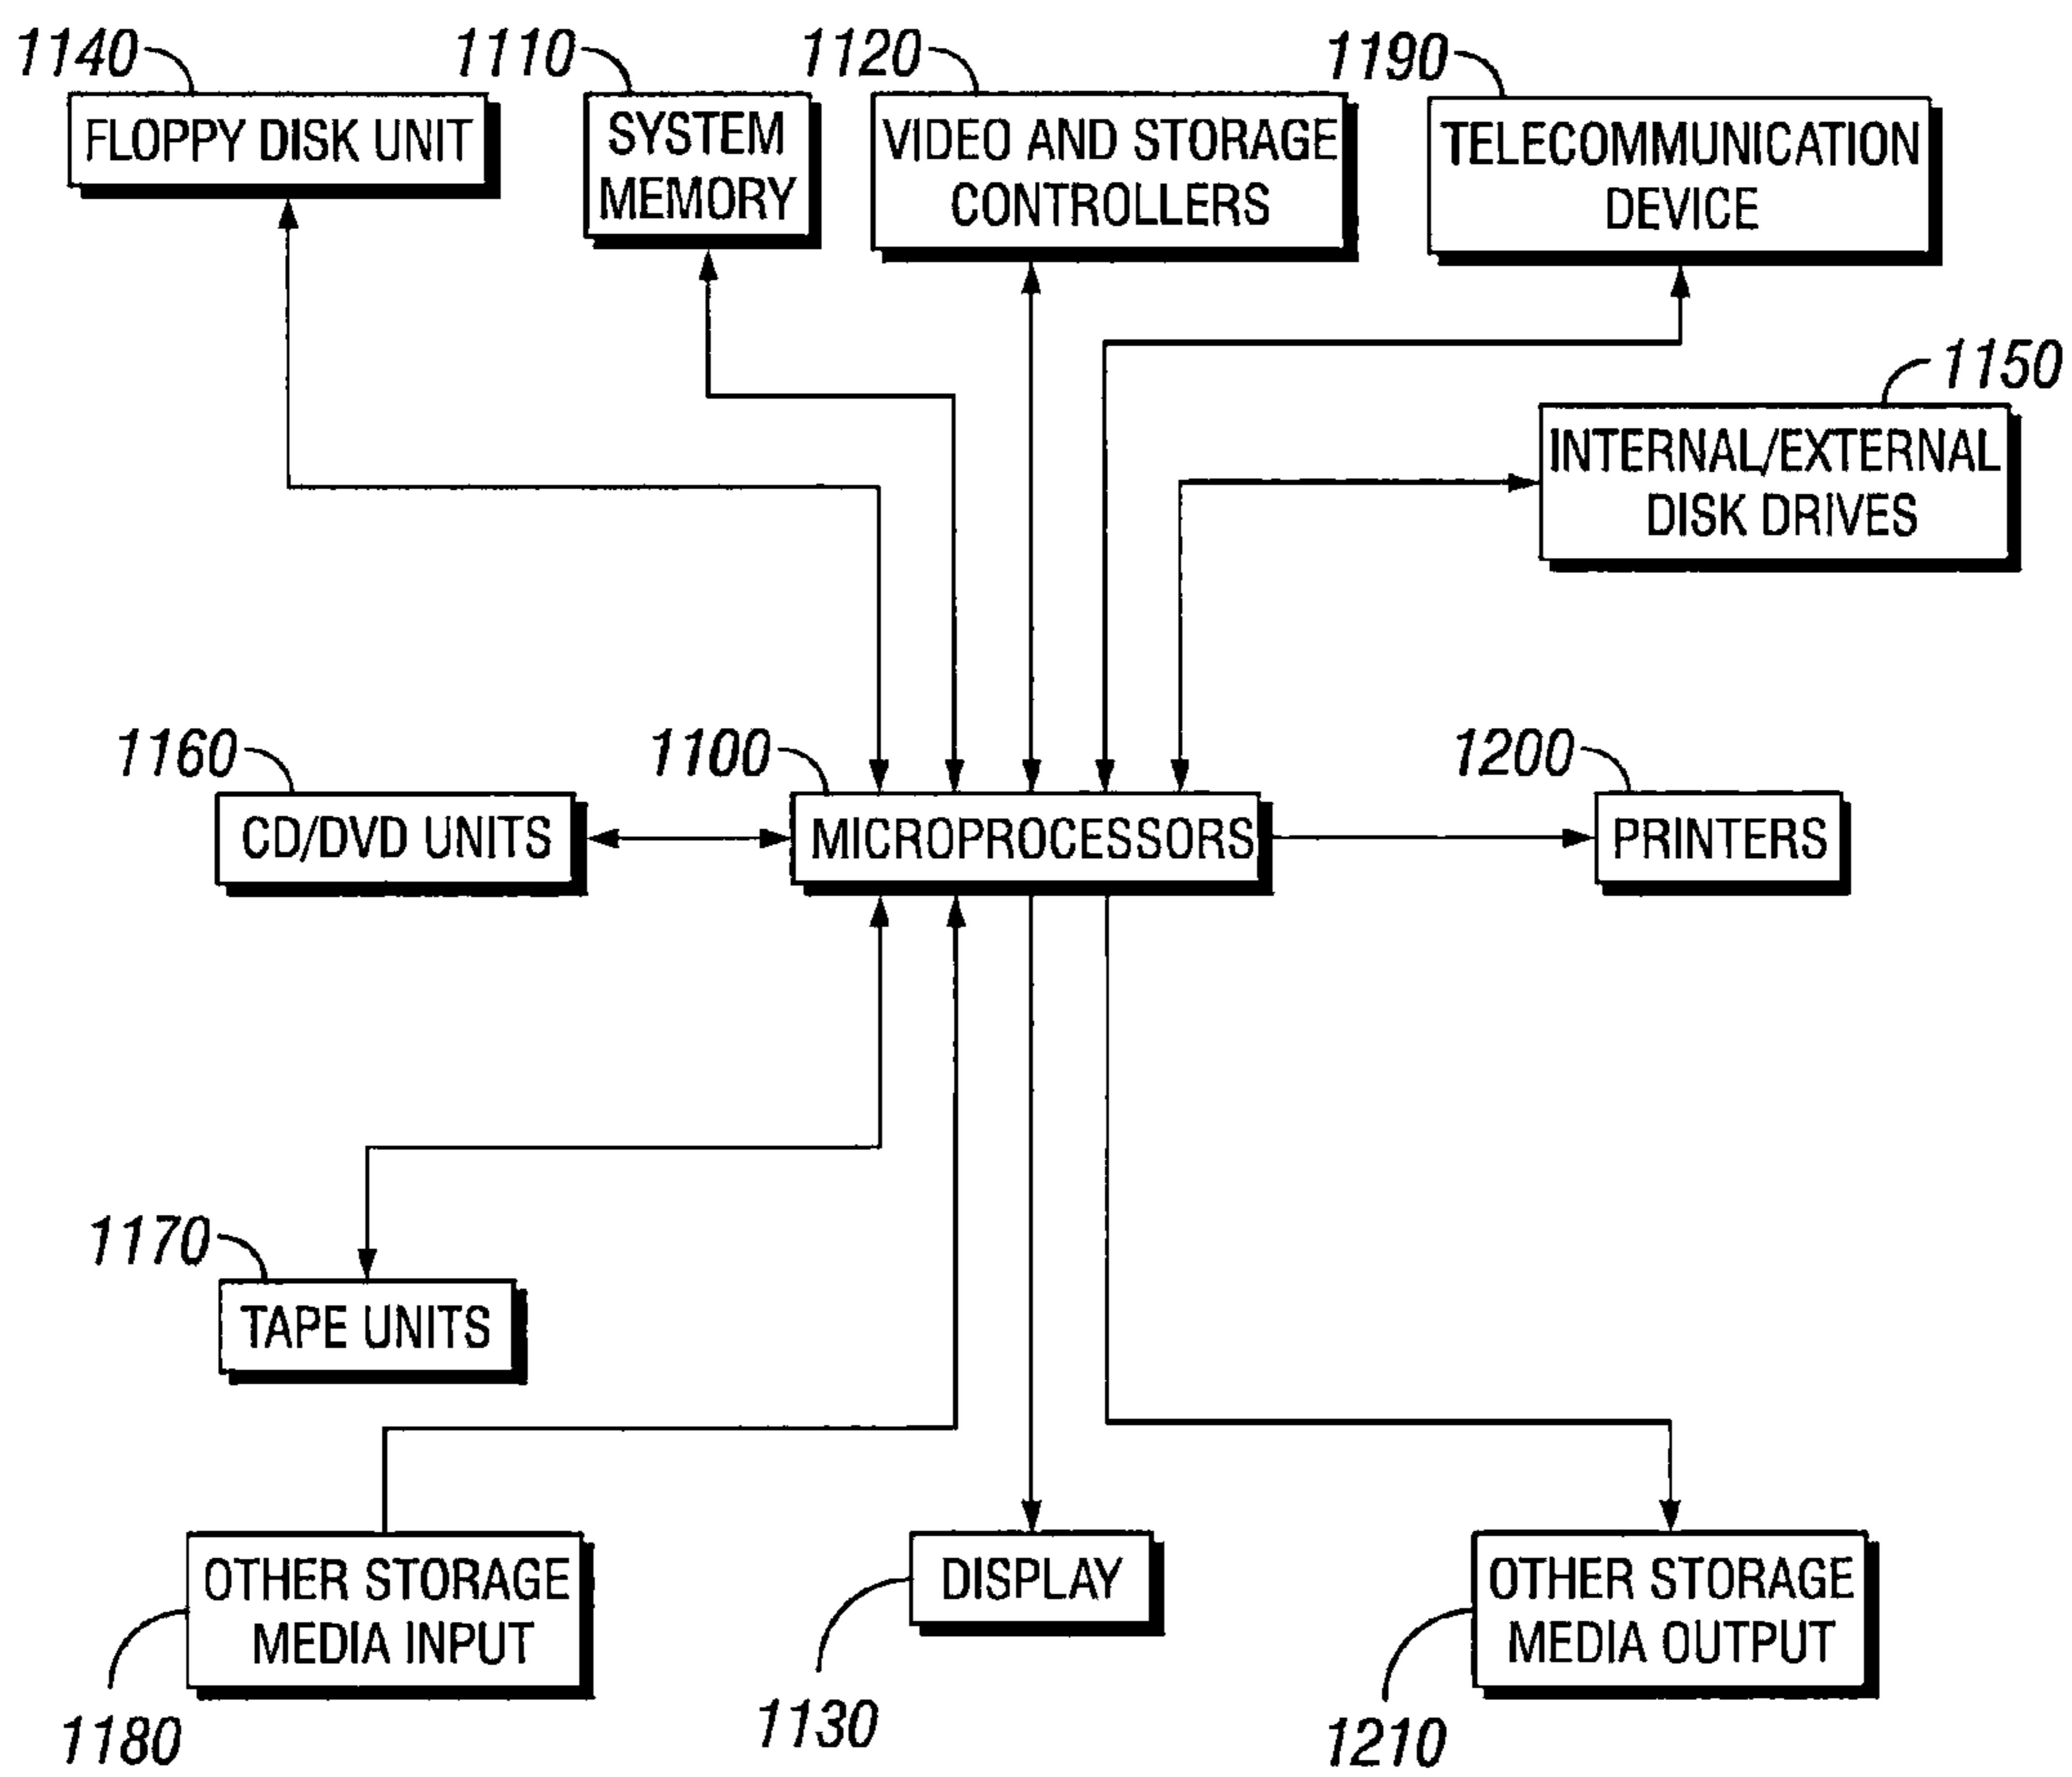 1140
1110
1120
1190
FLOPPY DISK UNIT
SYSTEM
MEMORY
VIDEO AND STORAGE
CONTROLLERS
TELECOMMUNICATION
DEVICE
1150
INTERNAL/EXTERNAL
DISK DRIVES
1160
1100
1200
CD/DVD UNITS
MICROPROCESSORS
PRINTERS
1170
TAPE UNITS
OTHER STORAGE
MEDIA INPUT
DISPLAY
OTHER STORAGE
MEDIA OUTPUT
1180
1130
1210